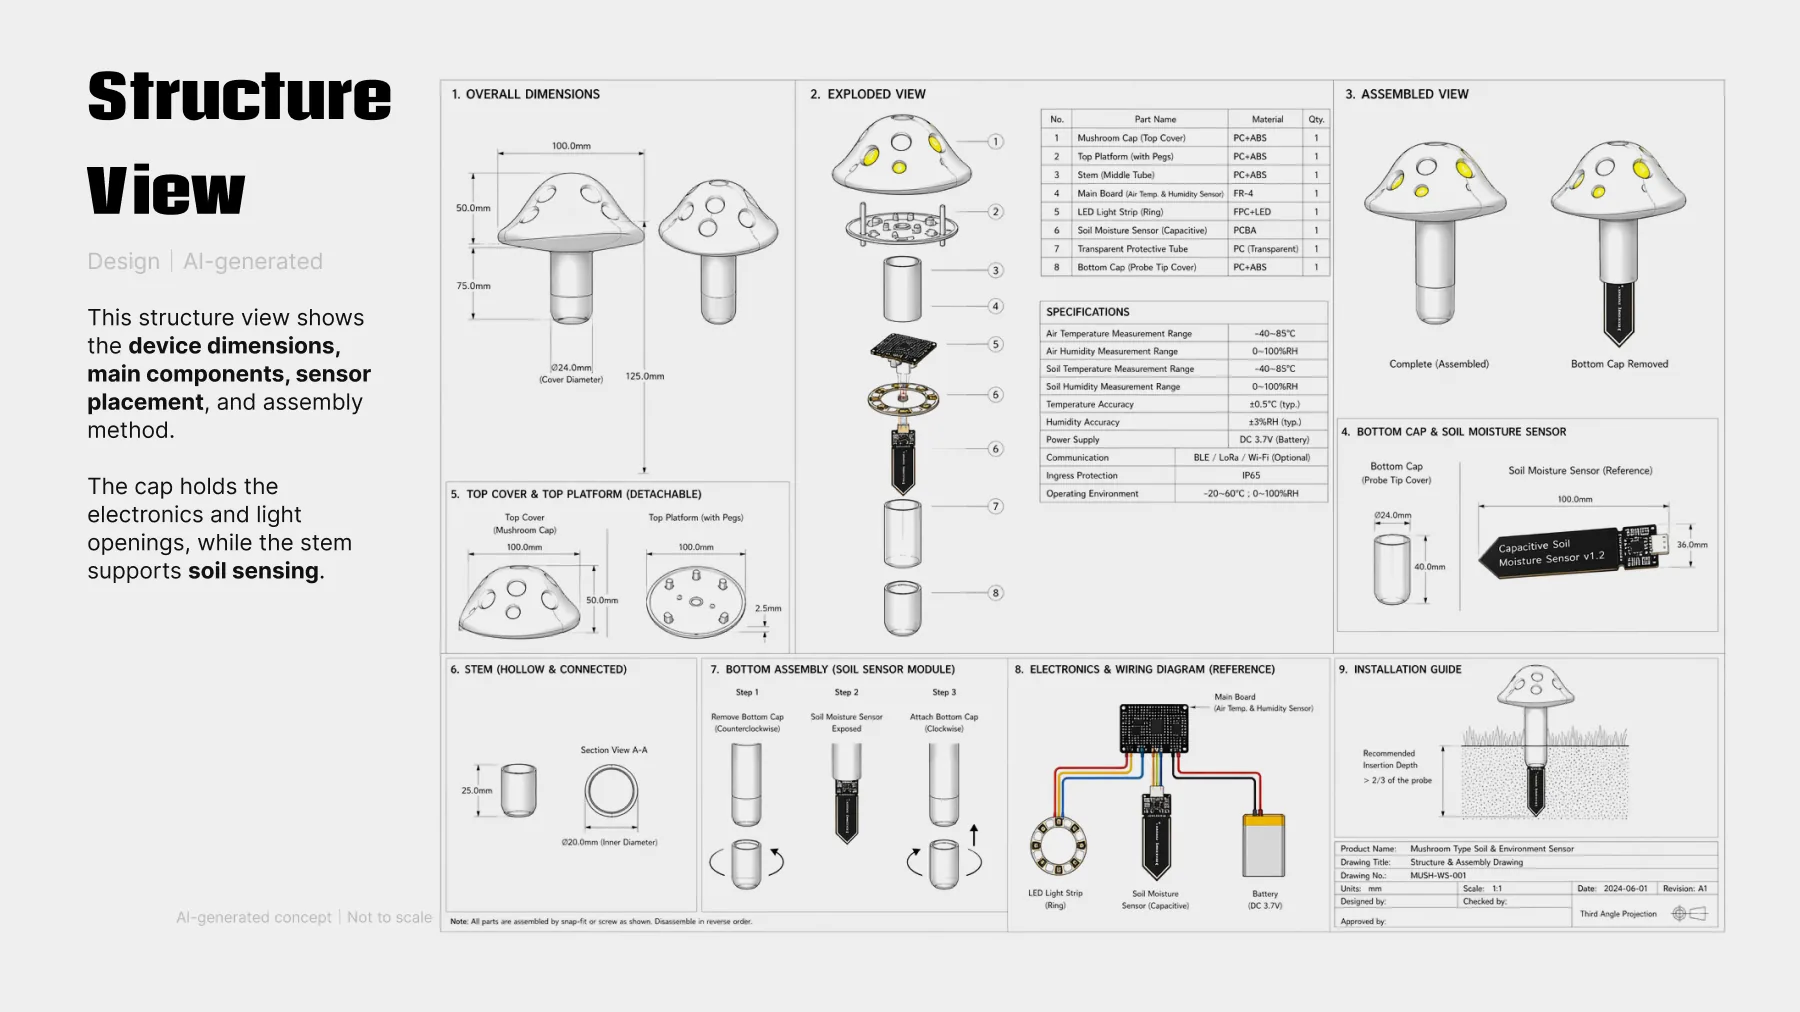 Structure
View
Design | AI-generated
This structure view shows
the device dimensions,
main components, sensor
placement, and assembly
method.
The cap holds the
electronics and light
openings, while the stem
supports soil sensing.
AI-generated concept | Not to scale
1. OVERALL DIMENSIONS
100.0mm
50.0mm
75.0mm
Ø24.0mm
(Cover Diameter)
125.0mm
2. EXPLODED VIEW
1
2
3
4
5
6
6
7
8
No. Part Name Material Qty.
1 Mushroom Cap (Top Cover) PC+ABS 1
2 Top Platform (with Pegs) PC+ABS 1
3 Stem (Middle Tube) PC+ABS 1
4 Main Board (Air Temp. & Humidity Sensor) FR-4 1
5 LED Light Strip (Ring) FPC+LED 1
6 Soil Moisture Sensor (Capacitive) PCBA 1
7 Transparent Protective Tube PC (Transparent) 1
8 Bottom Cap (Probe Tip Cover) PC+ABS 1
SPECIFICATIONS
Air Temperature Measurement Range -40~85°C
Air Humidity Measurement Range 0~100%RH
Soil Temperature Measurement Range -40~85°C
Soil Humidity Measurement Range 0~100%RH
Temperature Accuracy ±0.5°C (typ.)
Humidity Accuracy ±3%RH (typ.)
Power Supply DC 3.7V (Battery)
Communication BLE / LoRa / Wi-Fi (Optional)
Ingress Protection IP65
Operating Environment -20~60°C ; 0~100%RH
3. ASSEMBLED VIEW
Complete (Assembled)
Bottom Cap Removed
4. BOTTOM CAP & SOIL MOISTURE SENSOR
Bottom Cap
(Probe Tip Cover)
Ø24.0mm
40.0mm
Soil Moisture Sensor (Reference)
100.0mm
Capacitive Soil
Moisture Sensor v1.2
36.0mm
5. TOP COVER & TOP PLATFORM (DETACHABLE)
Top Cover
(Mushroom Cap)
100.0mm
50.0mm
Top Platform (with Pegs)
100.0mm
2.5mm
6. STEM (HOLLOW & CONNECTED)
25.0mm
Section View A-A
Ø20.0mm (Inner Diameter)
7. BOTTOM ASSEMBLY (SOIL SENSOR MODULE)
Step 1
Remove Bottom Cap
(Counterclockwise)
Step 2
Soil Moisture Sensor
Exposed
Step 3
Attach Bottom Cap
(Clockwise)
Note: All parts are assembled by snap-fit or screw as shown. Disassemble in reverse order.
8. ELECTRONICS & WIRING DIAGRAM (REFERENCE)
Main Board
(Air Temp. & Humidity Sensor)
LED Light Strip
(Ring)
Soil Moisture
Sensor (Capacitive)
Battery
(DC 3.7V)
9. INSTALLATION GUIDE
Recommended
Insertion Depth
> 2/3 of the probe
Product Name: Mushroom Type Soil & Environment Sensor
Drawing Title: Structure & Assembly Drawing
Drawing No.: MUSH-WS-001
Units: mm Scale: 1:1 Date: 2024-06-01 Revision: A1
Designed by: Checked by:
Approved by:
Third Angle Projection